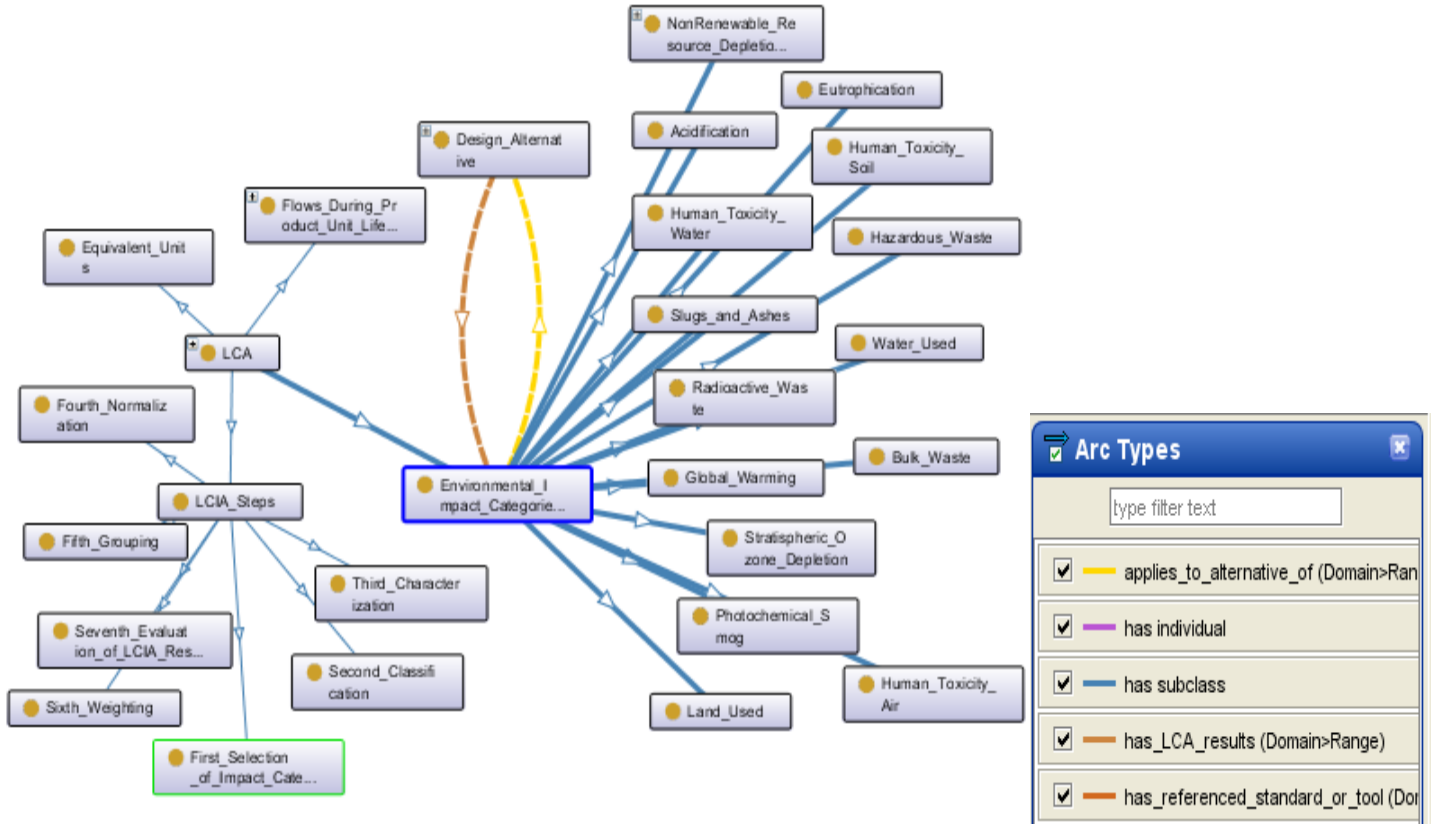 NonRenewable_Re
source_Depletio...
Eutrophication
Acidification
Design_Alternat
ive
Human_Toxicity_
Soil
Flows_During_Pr
oduct_Unit_Life...
Human_Toxicity_
Water
Equivalent_Unit
s
Hazardous_Waste
Slugs_and_Ashes
LCA
Water_Used
Radioactive_Was
te
Fourth_Normaliz
ation
Bulk_Waste
Global_Warming
Environmental_I
mpact_Categorie...
LCIA_Steps
Fifth_Grouping
Stratispheric_O
zone_Depletion
Third_Character
ization
Photochemical_S
mog
Seventh_Evaluat
ion_of_LCIA_Res...
Second_Classifi
cation
Human_Toxicity_
Air
Sixth_Weighting
Land_Used
First_Selection
_of_Impact_Cate...
Arc Types
type filter text
applies_to_alternative_of (Domain>Ran
has individual
has subclass
has_LCA_results (Domain>Range)
has_referenced_standard_or_tool (Dor